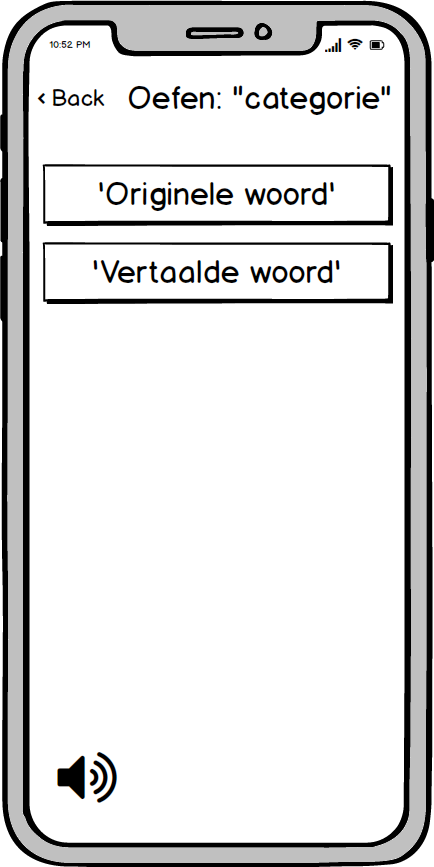 10:52 PM
Back Oefen: "categorie"
'Originele woord'
'Vertaalde woord'